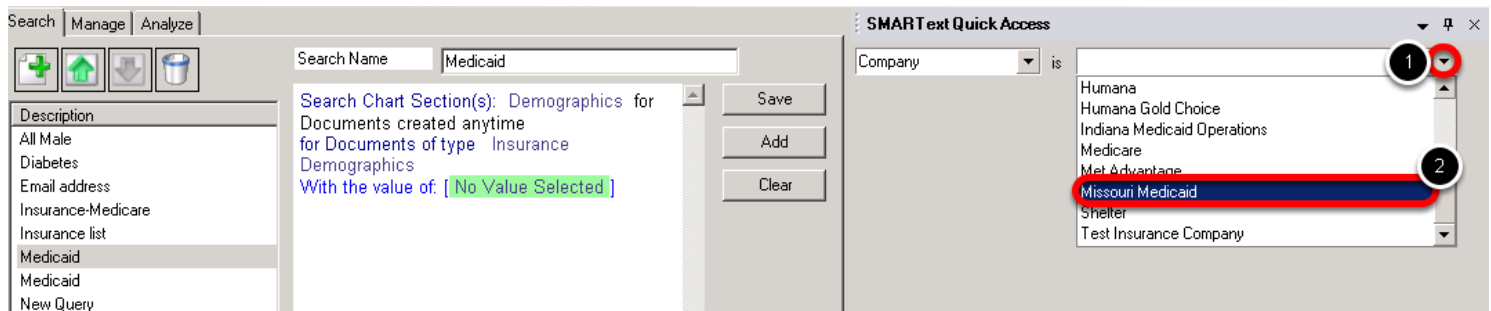 Search Manage Analyze
Search Name Medicaid
Description
All Male
Diabetes
Email address
Insurance-Medicare
Insurance list
Medicaid
Medicaid
New Query
Search Chart Section(s): Demographics for
Documents created anytime
for Documents of type Insurance
Demographics
With the value of: [ No Value Selected ]
Save
Add
Clear
SMARText Quick Access
Company is
1
Humana
Humana Gold Choice
Indiana Medicaid Operations
Medicare
Met Advantage
2
Missouri Medicaid
Shelter
Test Insurance Company